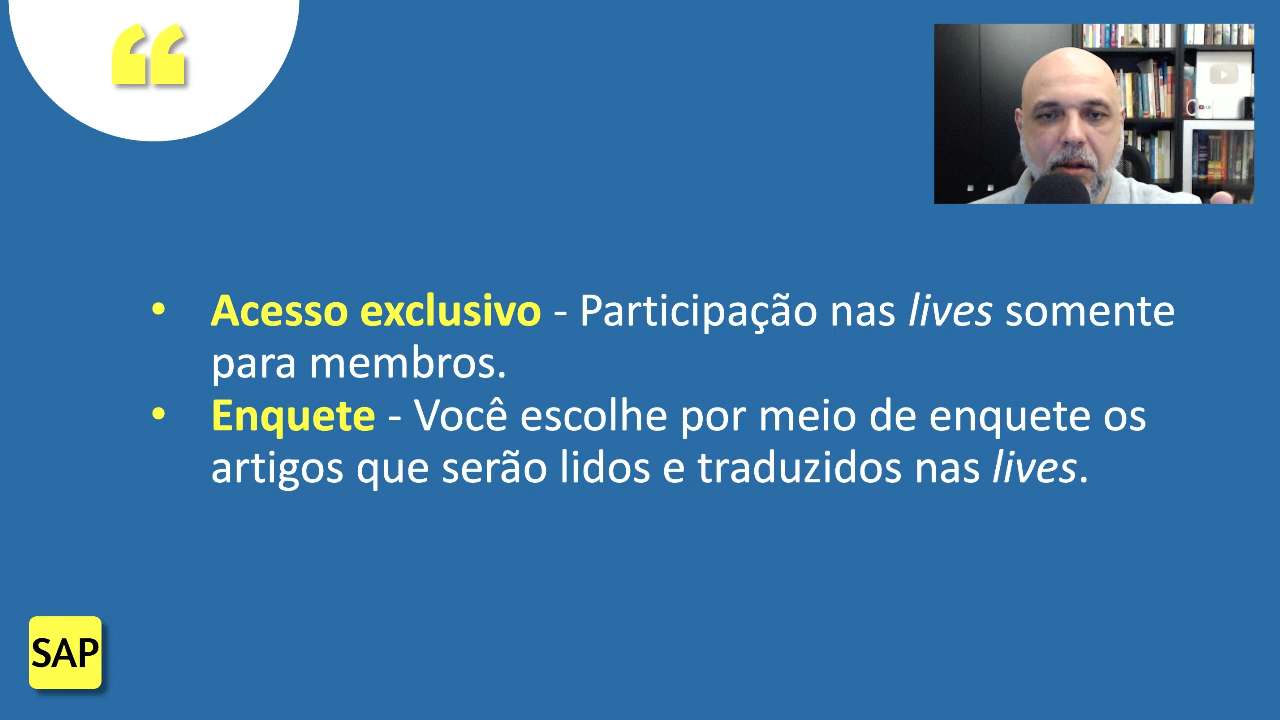 “
• Acesso exclusivo - Participação nas lives somente
para membros.
• Enquete - Você escolhe por meio de enquete os
artigos que serão lidos e traduzidos nas lives.
SAP